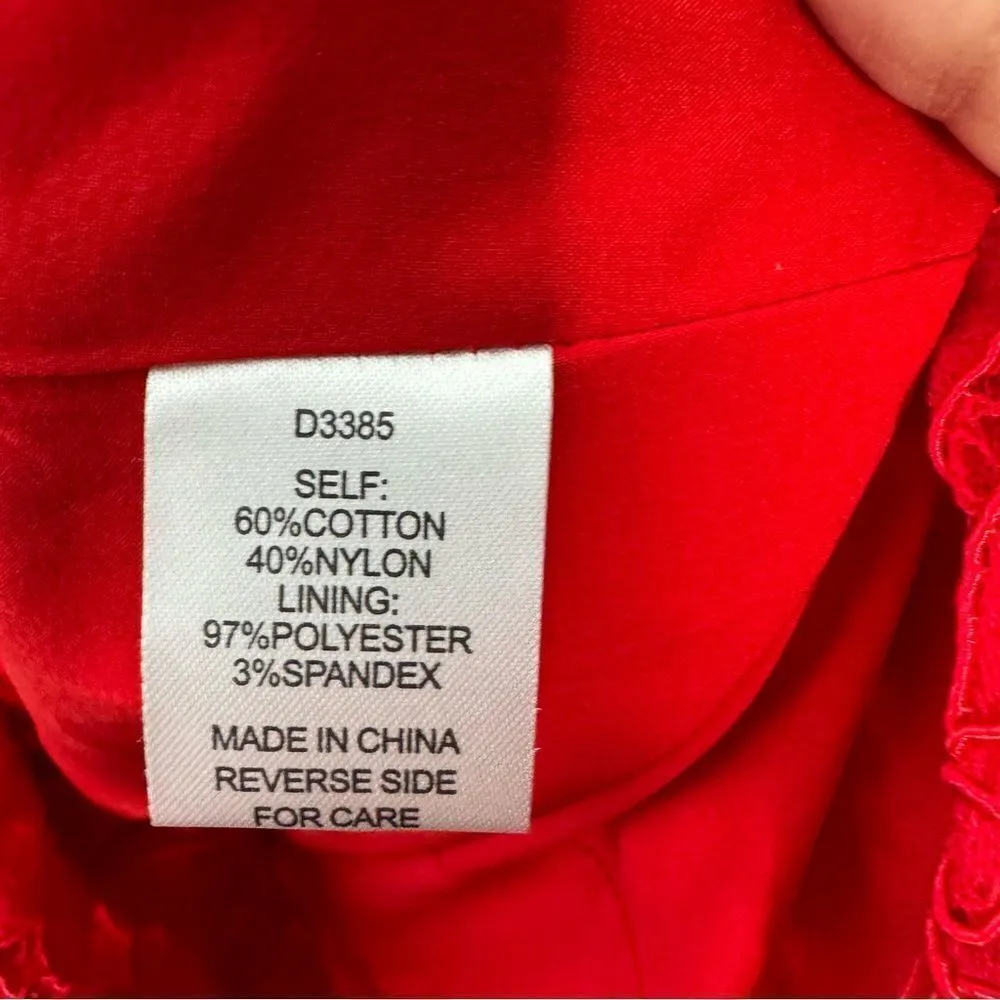 D3385
SELF:
60%COTTON
40%NYLON
LINING:
97%POLYESTER
3%SPANDEX
MADE IN CHINA
REVERSE SIDE
FOR CARE